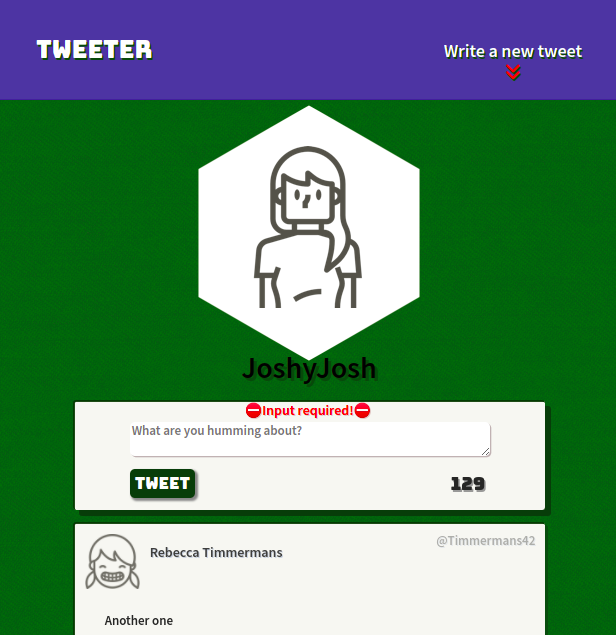 TWEETER
Write a new tweet
JoshyJosh
Input required!
What are you humming about?
TWEET
129
Rebecca Timmermans
@Timmermans42
Another one